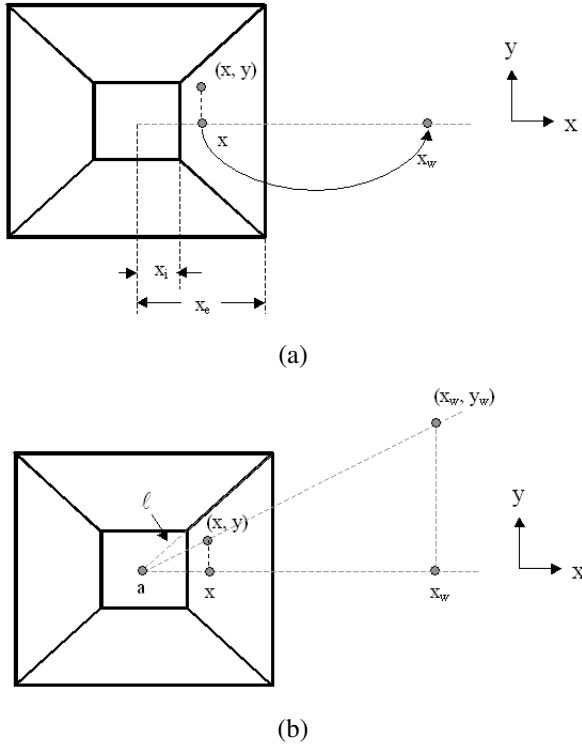 y
x
(x, y)
x
x_w
x_i
x_e
(a)
(x_w, y_w)
y
x
ℓ
(x, y)
a
x
x_w
(b)